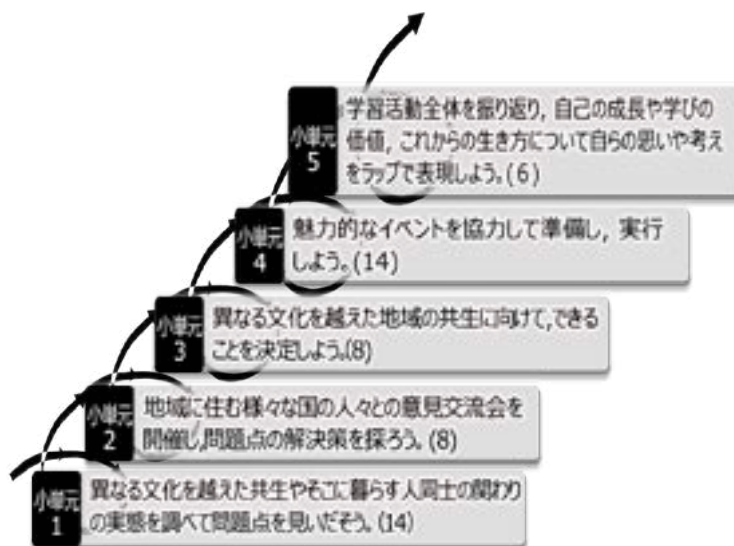 小単元
5
学習活動全体を振り返り，自己の成長や学びの
価値，これからの生き方について自らの思いや考え
をラップで表現しよう。(6)
小単元
4
魅力的なイベントを協力して準備し，実行
しよう。(14)
小単元
3
異なる文化を越えた地域の共生に向けて,できる
ことを決定しよう。(8)
小単元
2
地域に住む様々な国の人々との意見交流会を
開催し,問題点の解決策を探ろう。(8)
小単元
1
異なる文化を越えた共生やそこに暮らす人同士の関わり
の実態を調べて問題点を見いだそう。(14)